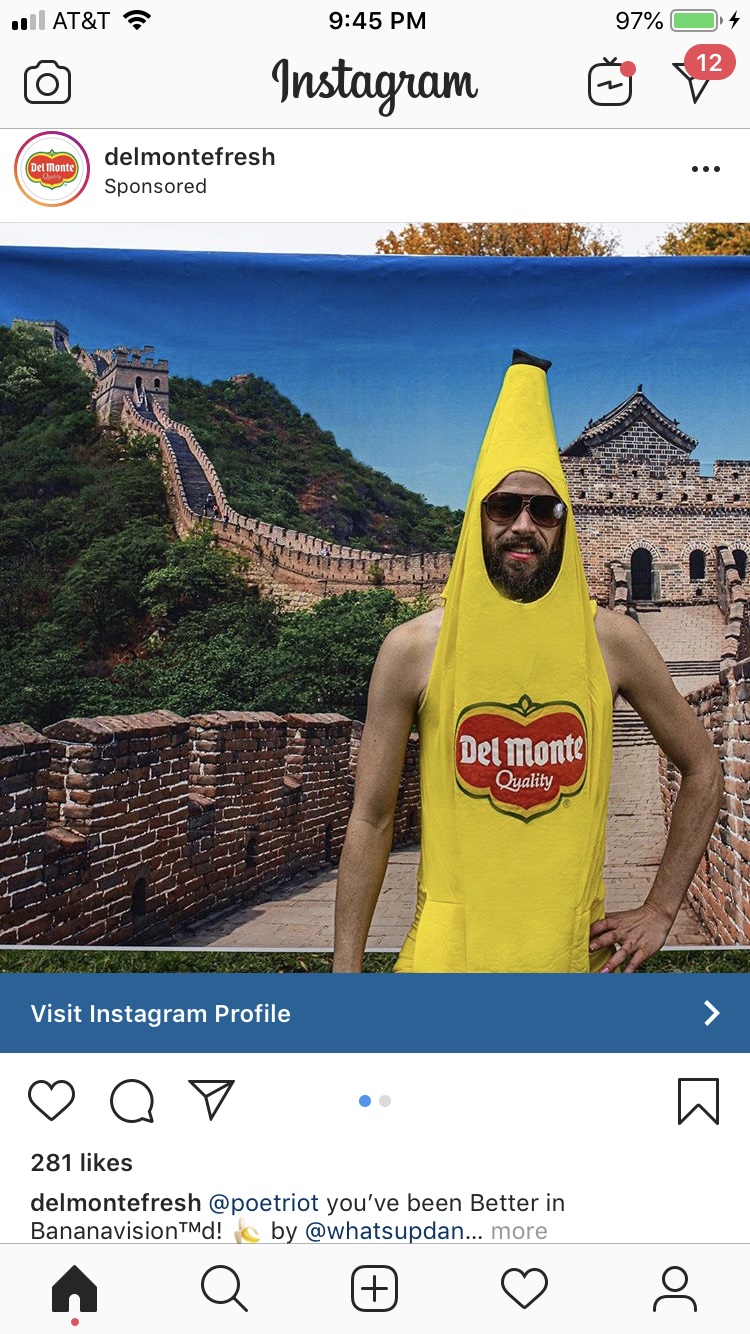 AT&T 9:45 PM 97%
Instagram 12
Del Monte
Quality
delmontefresh
Sponsored
Del Monte
Quality
®
Visit Instagram Profile
281 likes
delmontefresh @poetriot you’ve been Better in
Bananavision™d! 🍌 by @whatsupdan... more